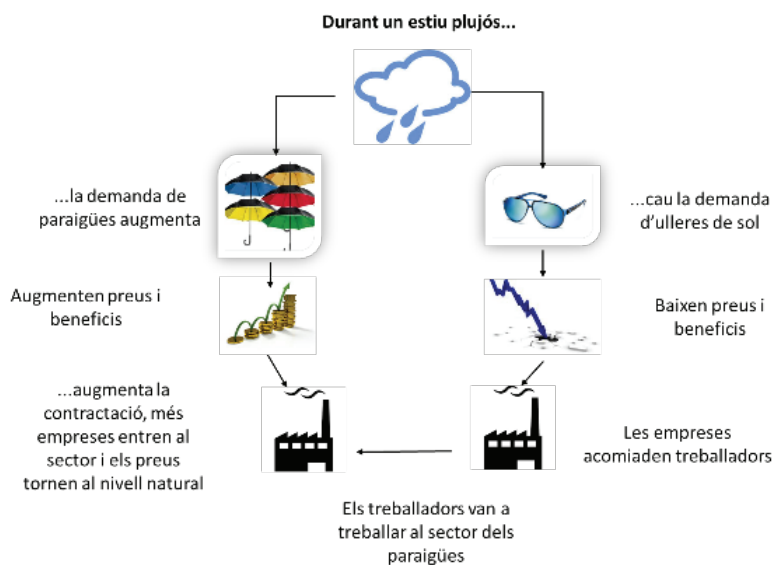 Durant un estiu plujós...
...la demanda de
paraigües augmenta
...cau la demanda
d'ulleres de sol
Augmenten preus i
beneficis
Baixen preus i
beneficis
...augmenta la
contractació, més
empreses entren al
sector i els preus
tornen al nivell natural
Les empreses
acomiaden treballadors
Els treballadors van a
treballar al sector dels
paraigües